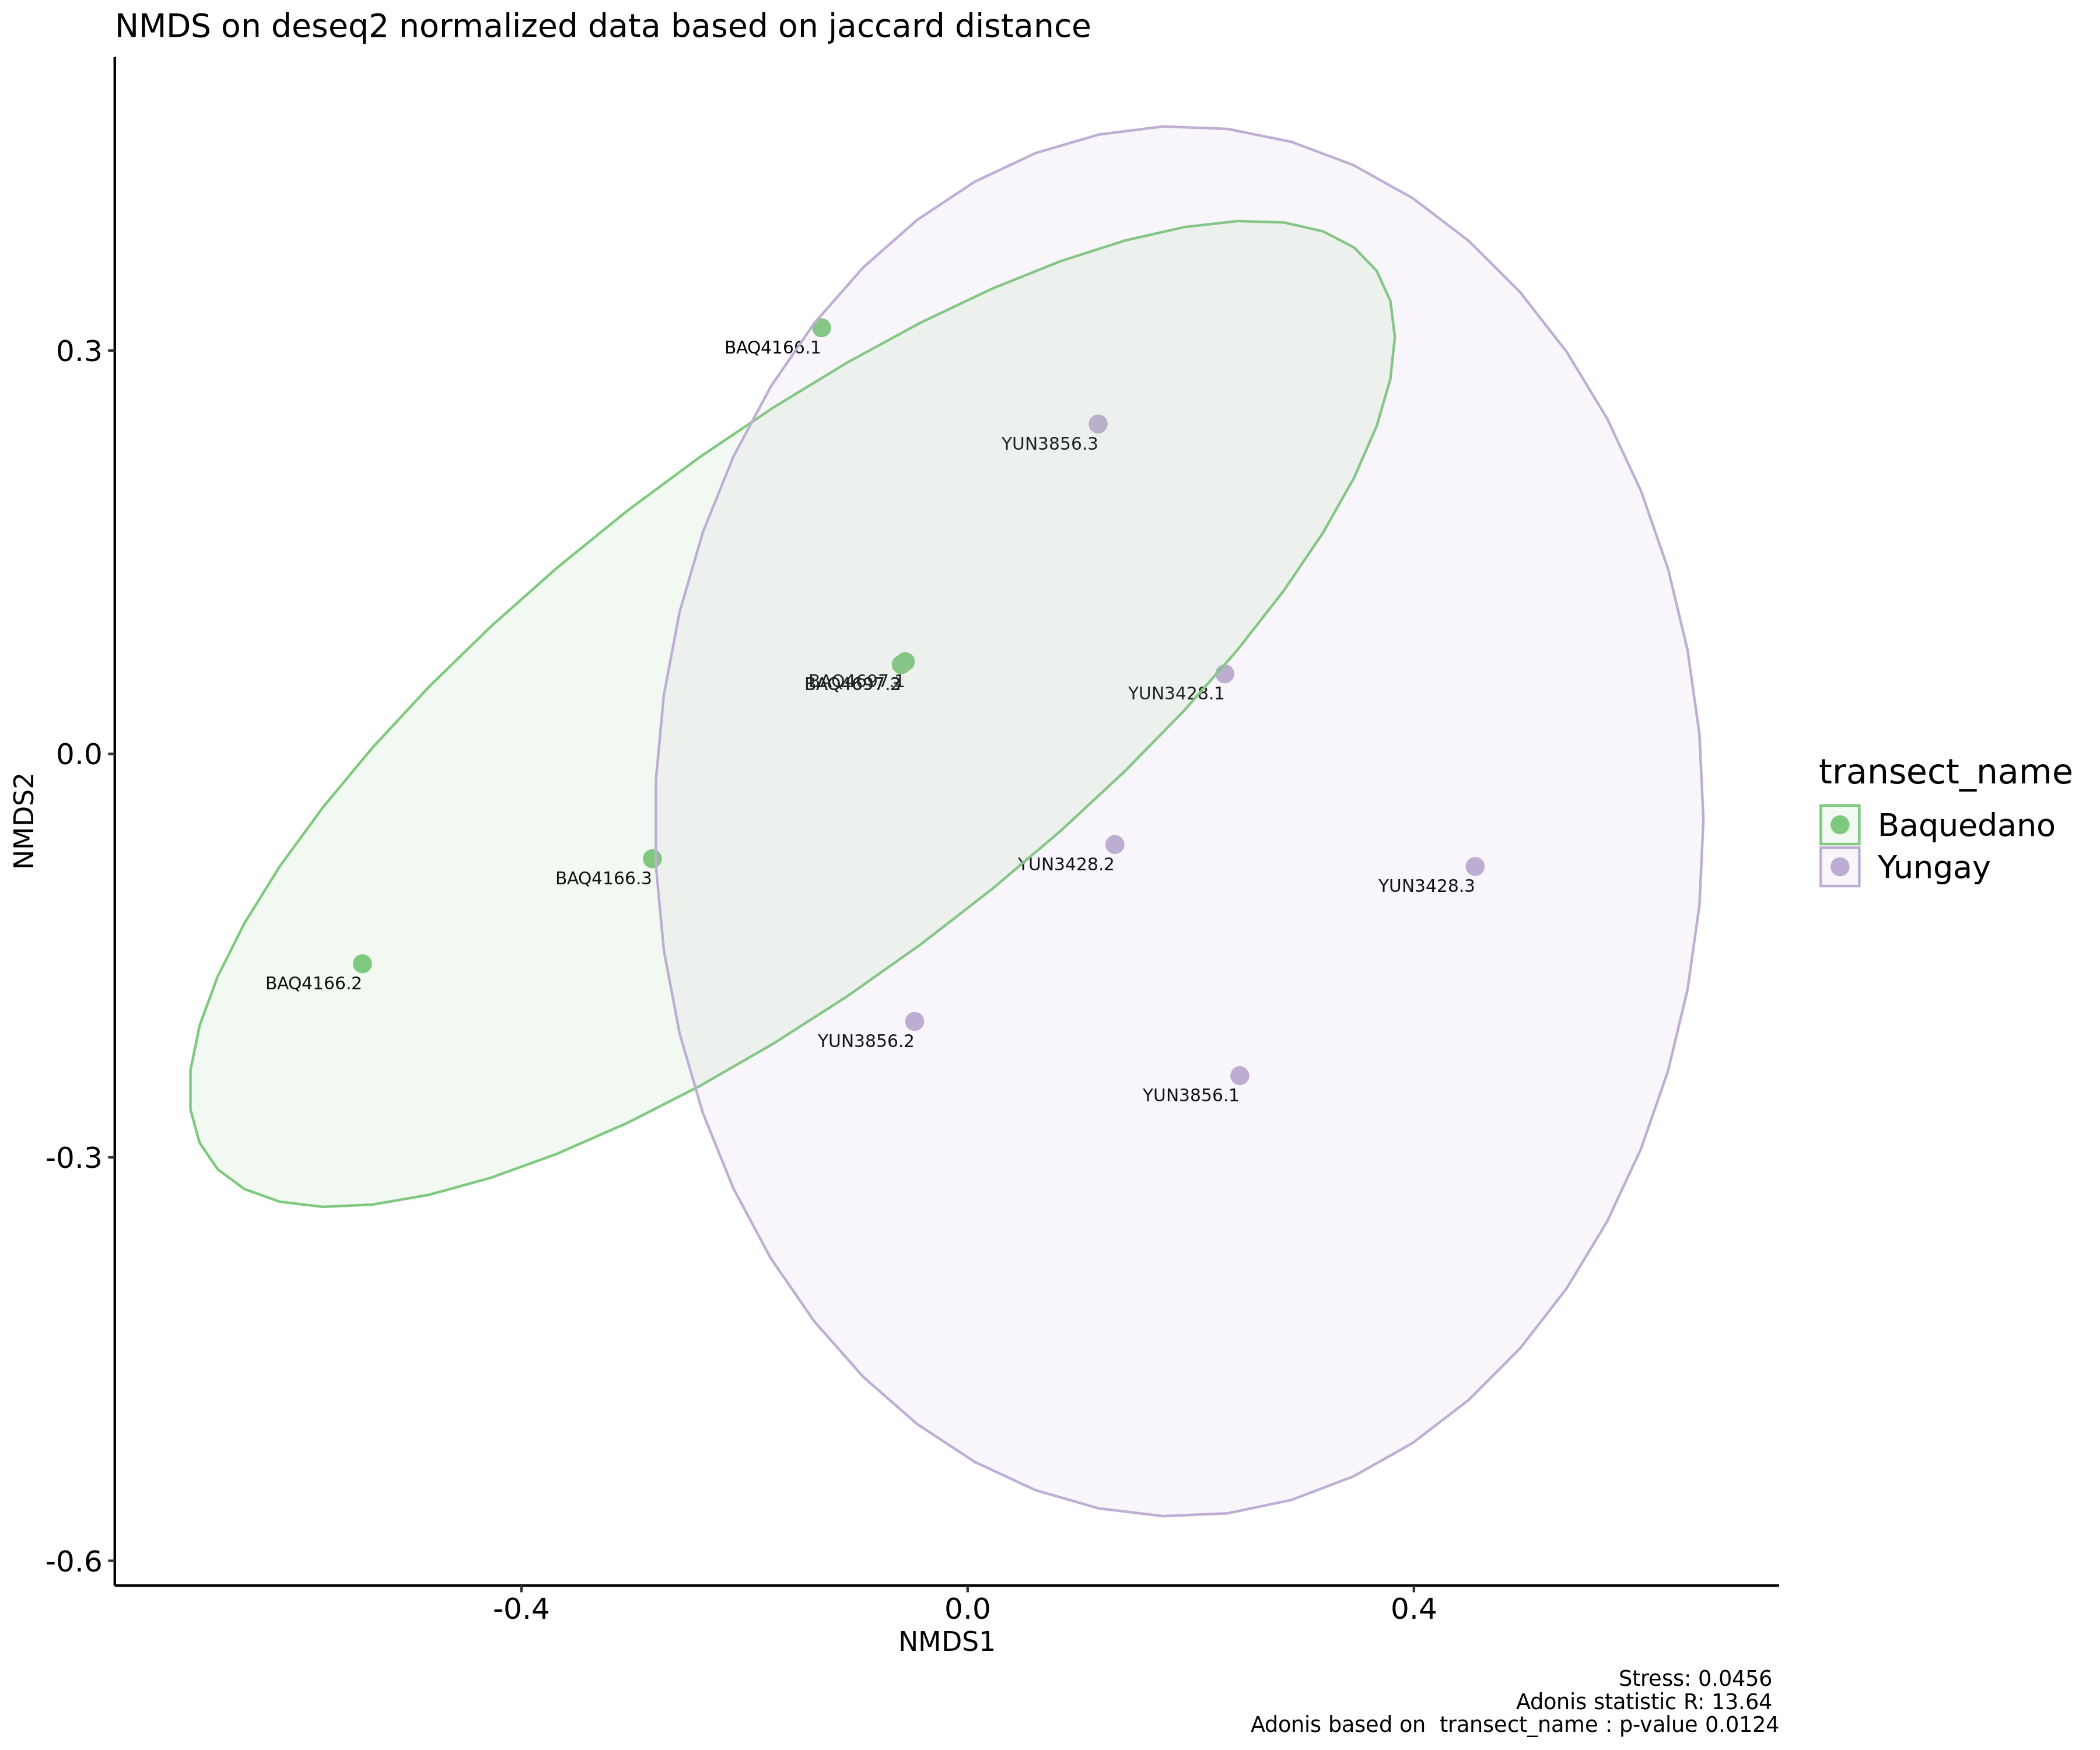 NMDS on deseq2 normalized data based on jaccard distance
NMDS2
0.3
0.0
-0.3
-0.6
BAQ4166.1
YUN3856.3
BAQ4697.1
YUN3428.1
YUN3428.2
BAQ4166.3
YUN3428.3
BAQ4166.2
YUN3856.2
YUN3856.1
transect_name
Baquedano
Yungay
-0.4
0.0
0.4
NMDS1
Stress: 0.0456
Adonis statistic R: 13.64
Adonis based on transect_name : p-value 0.0124